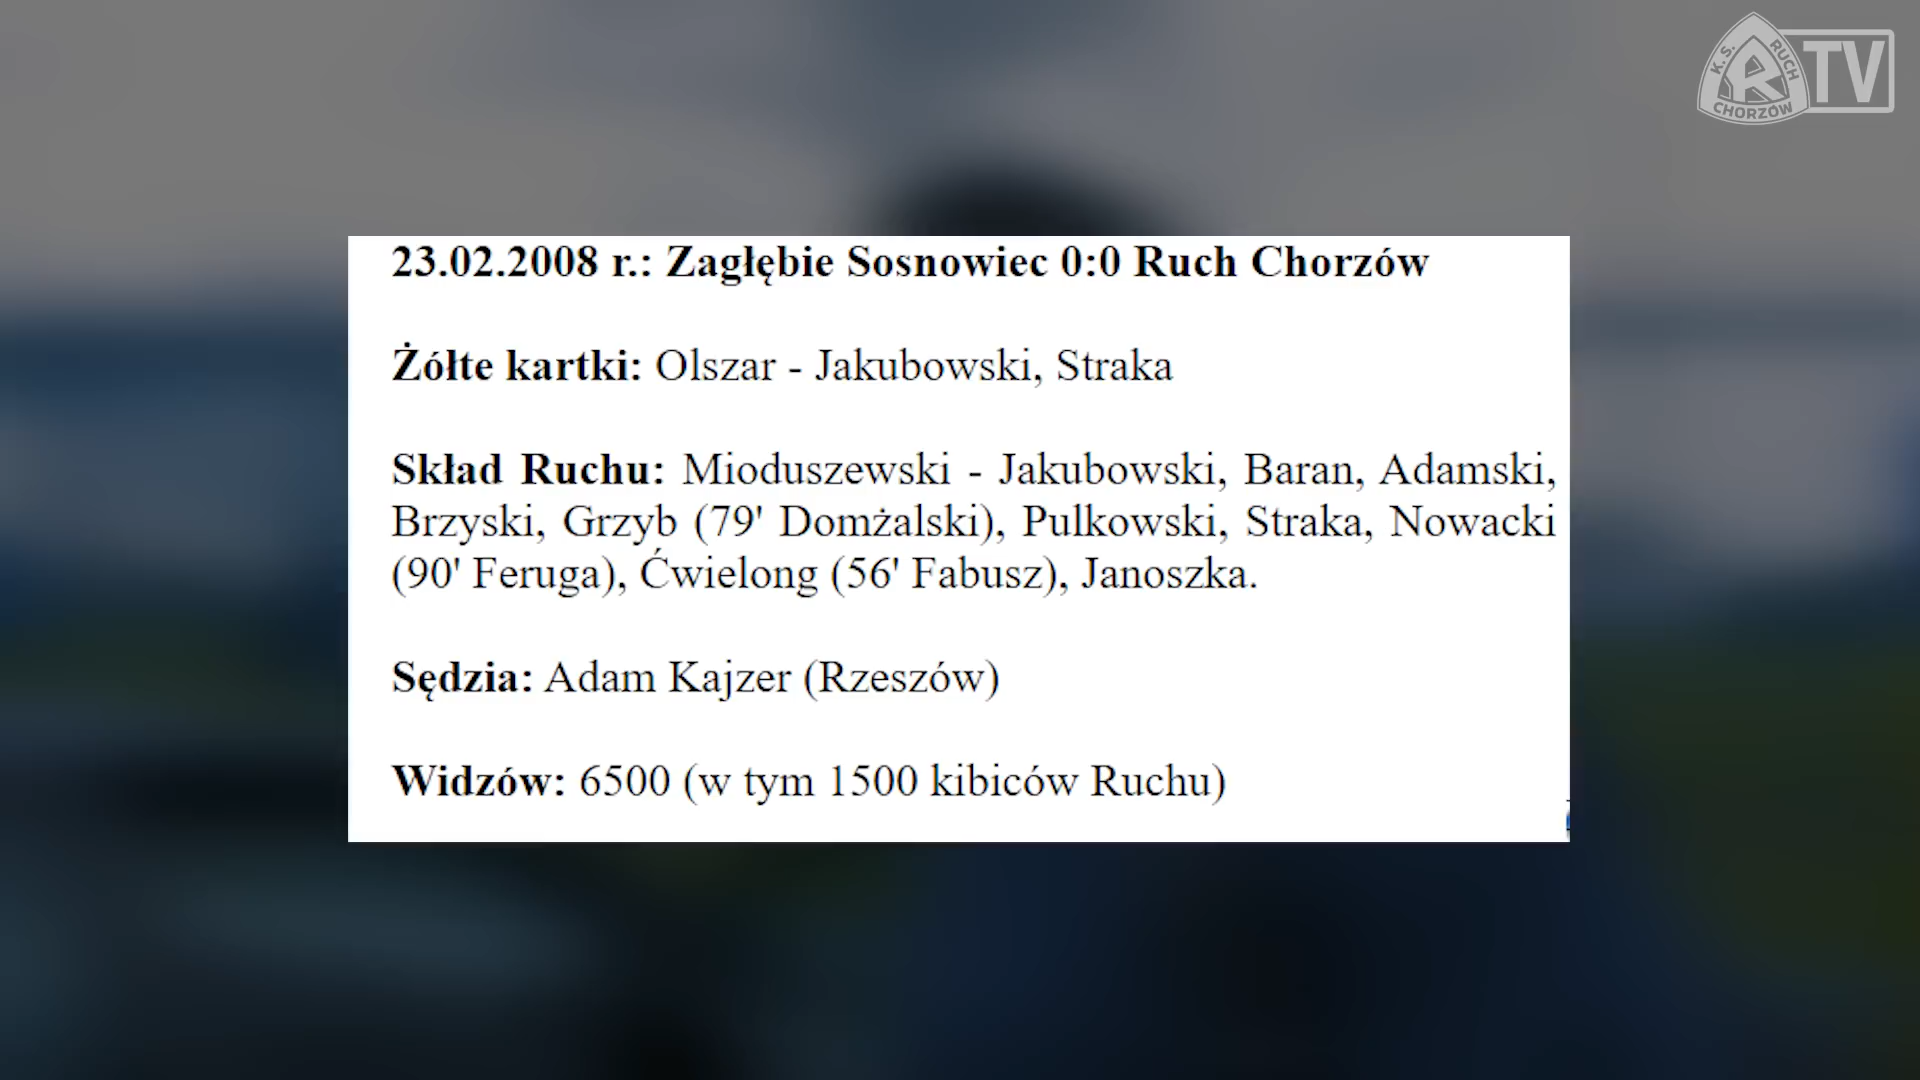 K.S. RUCH
R TV
CHORZÓW
23.02.2008 r.: Zagłębie Sosnowiec 0:0 Ruch Chorzów
Żółte kartki: Olszar - Jakubowski, Straka
Skład Ruchu: Mioduszewski - Jakubowski, Baran, Adamski,
Brzyski, Grzyb (79' Domżalski), Pulkowski, Straka, Nowacki
(90' Feruga), Ćwielong (56' Fabusz), Janoszka.
Sędzia: Adam Kajzer (Rzeszów)
Widzów: 6500 (w tym 1500 kibiców Ruchu)